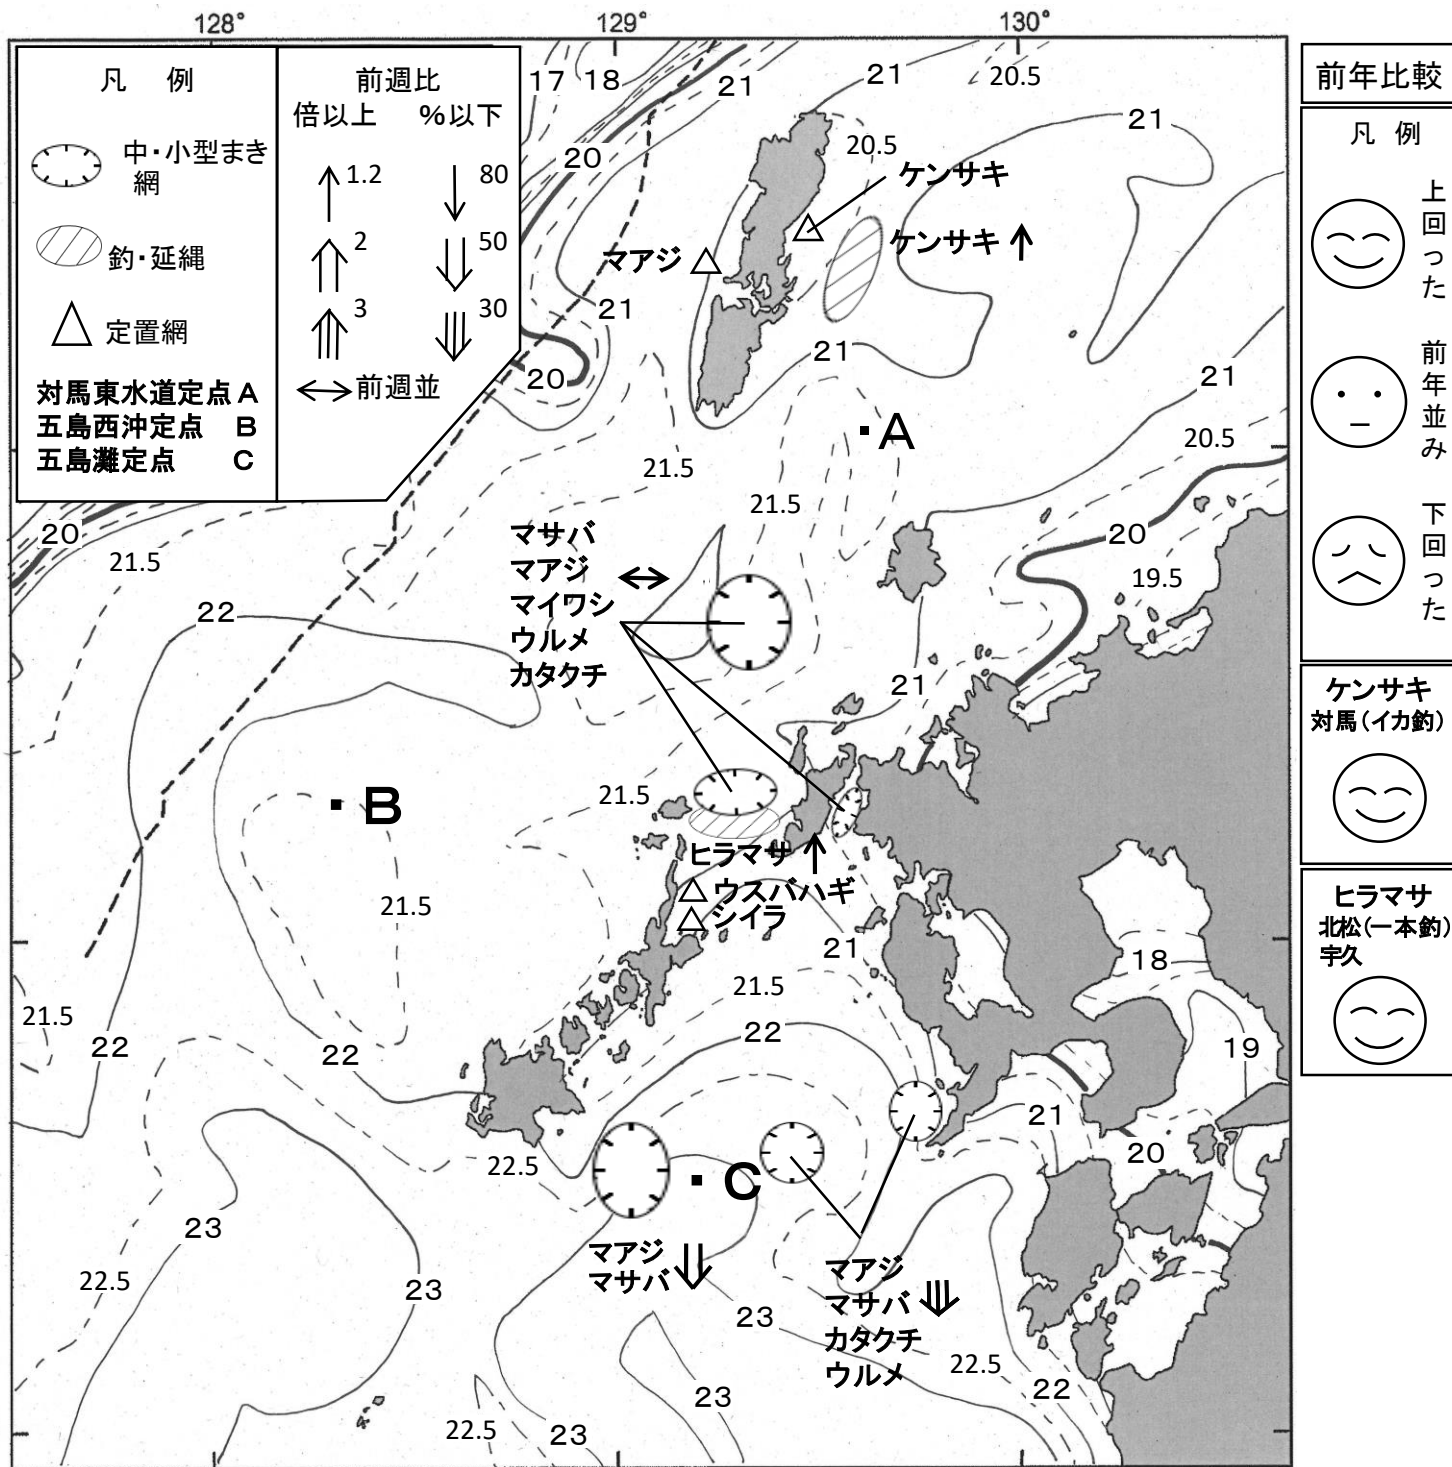 128°
129°
130°
凡 例
中・小型まき
網
釣・延縄
定置網
対馬東水道定点 A
五島西沖定点 B
五島灘定点 C
前週比
倍以上 %以下
1.2 80
2 50
3 30
前週並
前年比較
凡 例
上回った
前年並み
下回った
ケンサキ
対馬(イカ釣)
ヒラマサ
北松(一本釣)
宇久
17
18
21
21
20.5
21
20
20.5
ケンサキ
ケンサキ
マアジ
21
20
21
21
A
20.5
21.5
21.5
20
21.5
20
19.5
マサバ
マアジ
マイワシ
ウルメ
カタクチ
22
21
B
21.5
ヒラマサ
ウスバハギ
シイラ
21.5
21
18
21.5
21.5
22
22
22
19
21
20
22.5
C
23
22.5
23
マアジ
マサバ
マアジ
マサバ
カタクチ
ウルメ
23
22.5
22
23
22.5
23